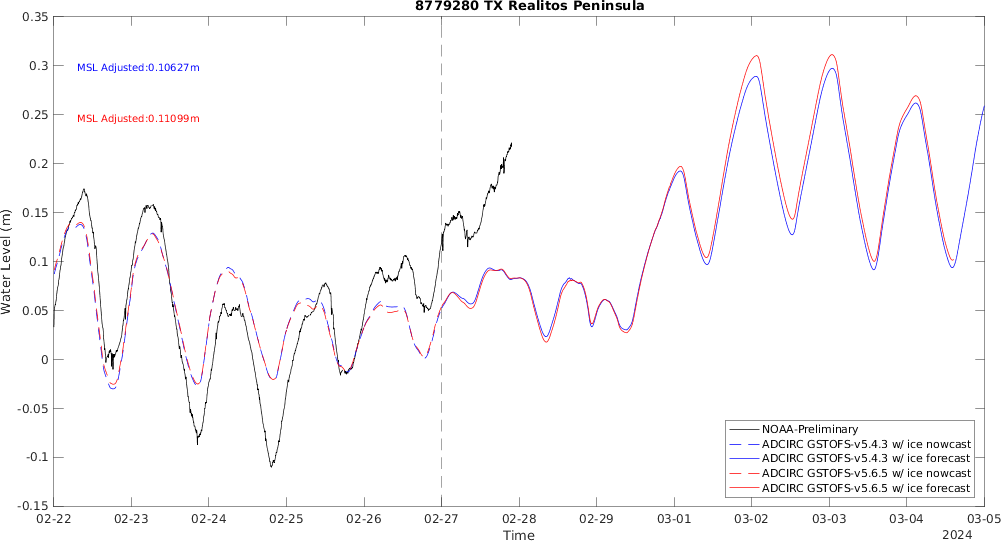 8779280 TX Realitos Peninsula
0.35
0.3
0.25
0.2
0.15
0.1
0.05
0
-0.05
-0.1
-0.15
Water Level (m)
MSL Adjusted:0.10627m
MSL Adjusted:0.11099m
NOAA-Preliminary
ADCIRC GSTOFS-v5.4.3 w/ ice nowcast
ADCIRC GSTOFS-v5.4.3 w/ ice forecast
ADCIRC GSTOFS-v5.6.5 w/ ice nowcast
ADCIRC GSTOFS-v5.6.5 w/ ice forecast
02-22 02-23 02-24 02-25 02-26 02-27 02-28 02-29 03-01 03-02 03-03 03-04 03-05
Time
2024